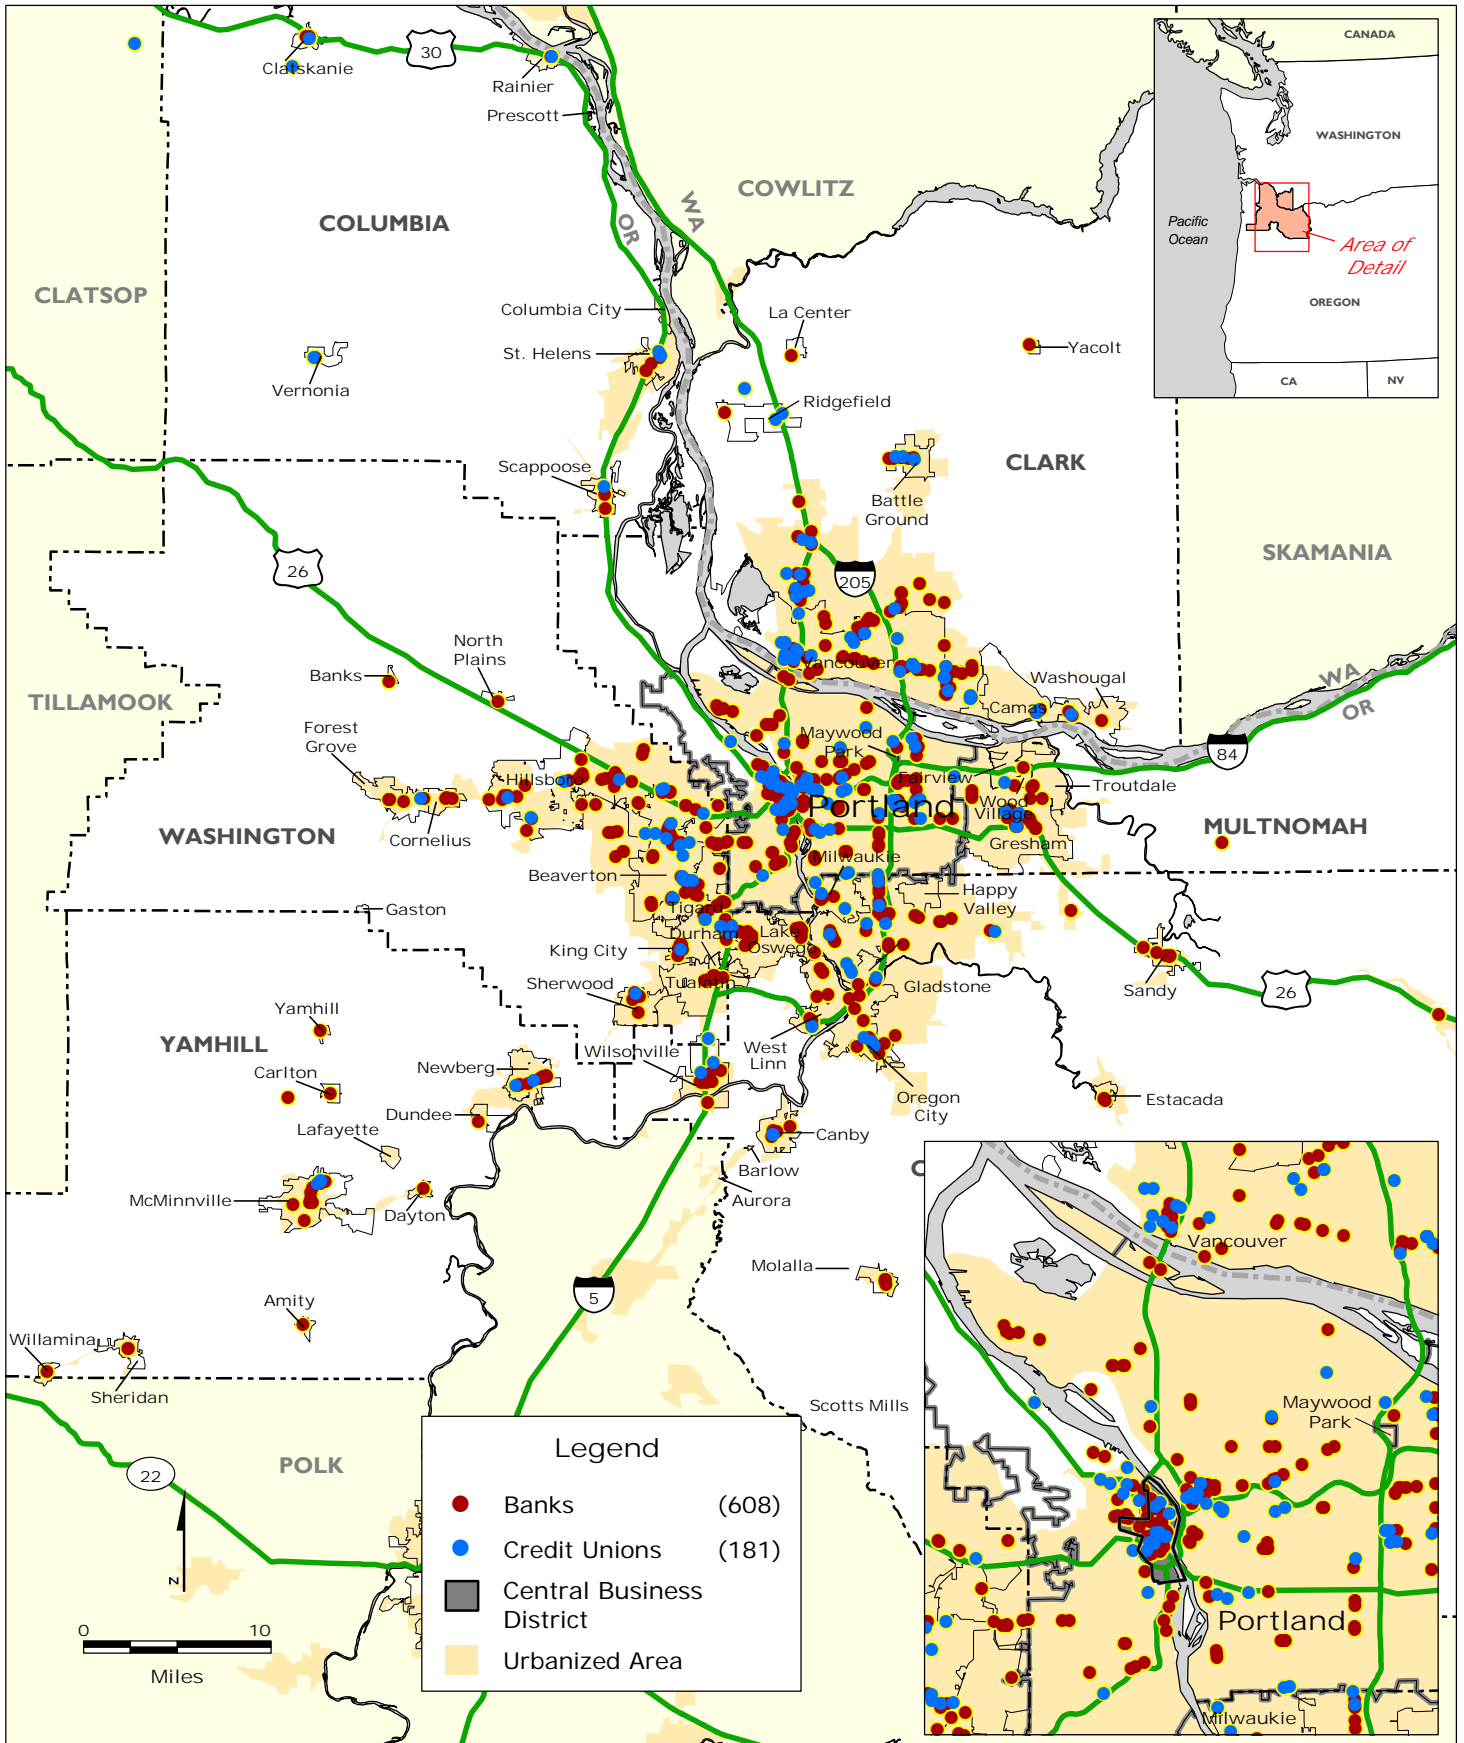 30
Clatskanie
Rainier
Prescott
COWLITZ
WA
OR
COLUMBIA
CLATSOP
Columbia City
La Center
St. Helens
Yacolt
Vernonia
Ridgefield
Scappoose
CLARK
Battle
Ground
SKAMANIA
26
205
North
Plains
Banks
Vancouver
Washougal
WA
OR
TILLAMOOK
Camas
Forest
Grove
Maywood
Park
84
Hillsboro
Fairview
Troutdale
Portland
Wood
Village
WASHINGTON
Cornelius
Gresham
MULTNOMAH
Milwaukie
Beaverton
Happy
Valley
Gaston
Tigard
Durham
Lake
Oswego
King City
Sherwood
Tualatin
Gladstone
Sandy
26
Yamhill
YAMHILL
Wilsonville
West
Linn
Newberg
Carlton
Oregon
City
Estacada
Dundee
Lafayette
Canby
Barlow
C
McMinnville
Dayton
Aurora
Molalla
5
Amity
Willamina
Sheridan
Scotts Mills
POLK
22
N
0 10
Miles
Legend
Banks (608)
Credit Unions (181)
Central Business
District
Urbanized Area
CANADA
WASHINGTON
Pacific
Ocean
Area of
Detail
OREGON
CA
NV
Vancouver
Maywood
Park
Portland
Milwaukie